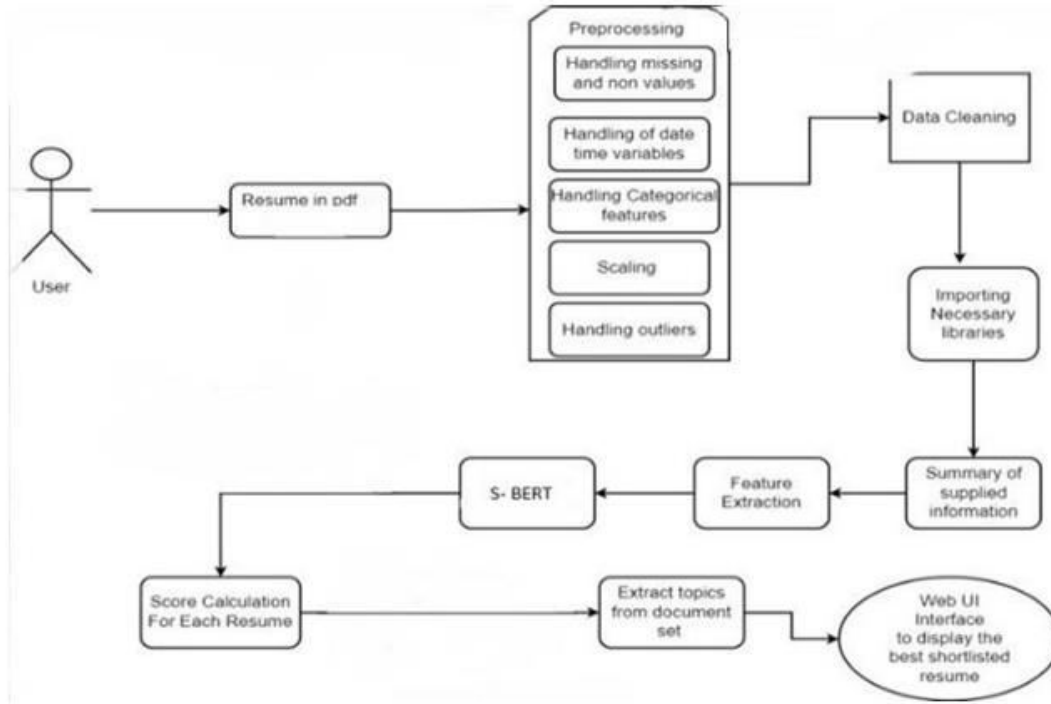 Preprocessing
Handling missing
and non values
Handling of date
time variables
Handling Categorical
features
Scaling
Handling outliers
Data Cleaning
User
Resume in pdf
Importing
Necessary
libraries
Summary of
supplied
information
Feature
Extraction
S- BERT
Score Calculation
For Each Resume
Extract topics
from document
set
Web UI
Interface
to display the
best shortlisted
resume